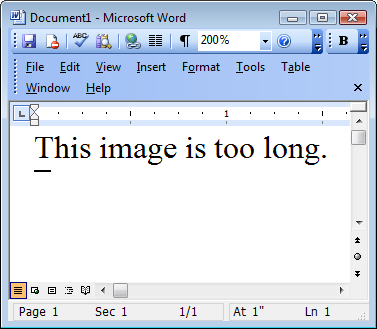 Document1 - Microsoft Word
ABC ¶ 200% B
File Edit View Insert Format Tools Table
Window Help
L 1
This image is too long.
Page 1 Sec 1 1/1 At 1" Ln 1